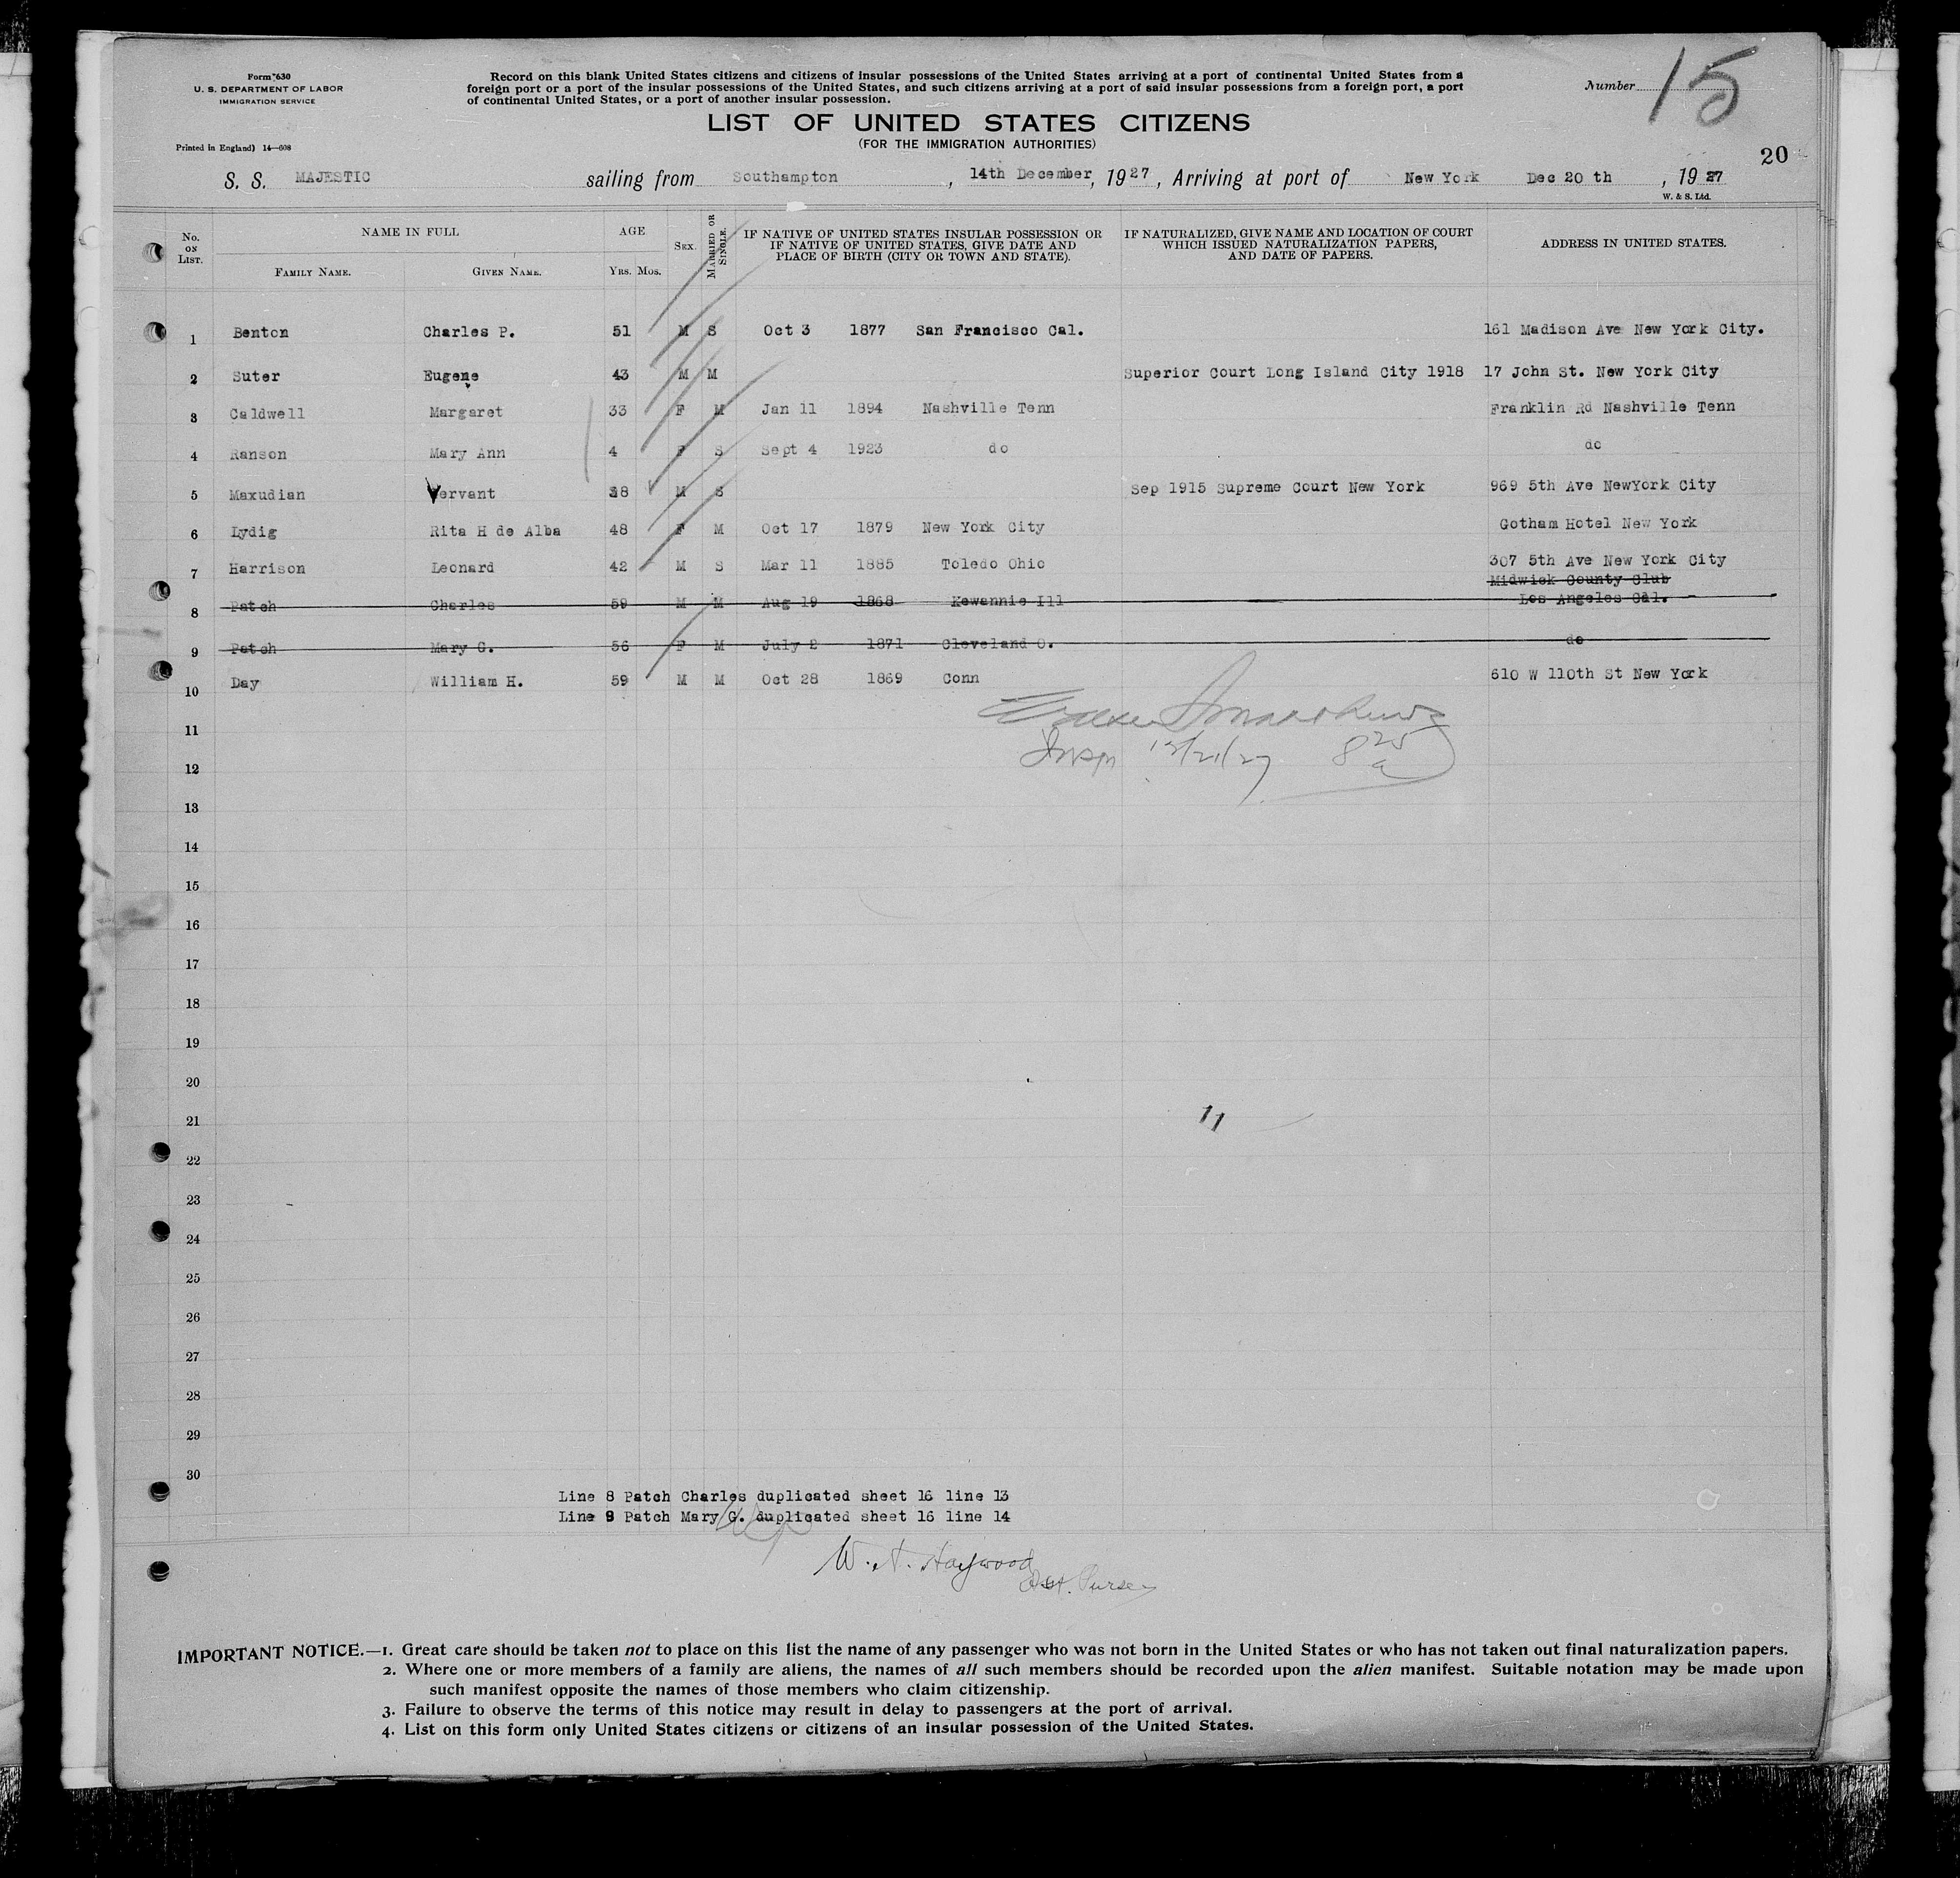 Form 630
U. S. DEPARTMENT OF LABOR
IMMIGRATION SERVICE
Printed in England) 14—608
Record on this blank United States citizens and citizens of insular possessions of the United States arriving at a port of continental United States from a
foreign port or a port of the insular possessions of the United States, and such citizens arriving at a port of said insular possessions from a foreign port, a port
of continental United States, or a port of another insular possession.
Number 15
LIST OF UNITED STATES CITIZENS
(FOR THE IMMIGRATION AUTHORITIES)
20
S. S. MAJESTIC sailing from Southampton, 14th December, 1927, Arriving at port of New York Dec 20 th, 1927
W. & S. Ltd.
No. ON LIST. NAME IN FULL AGE SEX. MARRIED OR SINGLE. IF NATIVE OF UNITED STATES INSULAR POSSESSION OR IF NATIVE OF UNITED STATES, GIVE DATE AND PLACE OF BIRTH (CITY OR TOWN AND STATE). IF NATURALIZED, GIVE NAME AND LOCATION OF COURT WHICH ISSUED NATURALIZATION PAPERS, AND DATE OF PAPERS. ADDRESS IN UNITED STATES.
FAMILY NAME. GIVEN NAME. YRS. MOS.
1 Benton Charles P. 51 M S Oct 3 1877 San Francisco Cal. 161 Madison Ave New York City.
2 Suter Eugene 43 M M Superior Court Long Island City 1918 17 John St. New York City
3 Caldwell Margaret 33 F M Jan 11 1894 Nashville Tenn Franklin Rd Nashville Tenn
4 Ranson Mary Ann 4 F S Sept 4 1923 do do
5 Maxudian Vervant 38 M S Sep 1915 Supreme Court New York 969 5th Ave NewYork City
6 Lydig Rita H de Alba 48 F M Oct 17 1879 New York City Gotham Hotel New York
7 Harrison Leonard 42 M S Mar 11 1885 Toledo Ohio 307 5th Ave New York City
Midwick County Club
8 Patch Charles 59 M M Aug 19 1868 Kewannie Ill Los Angeles Cal.
9 Patch Mary G. 56 F M July 2 1871 Cleveland O. do
10 Day William H. 59 M M Oct 28 1869 Conn 610 W 110th St New York
11
Insp 12/21/27 8 25 a
12
13
14
15
16
17
18
19
20
21
11
22
23
24
25
26
27
28
29
30
Line 8 Patch Charles duplicated sheet 16 line 13
Line 9 Patch Mary G. duplicated sheet 16 line 14
W. A. Haywood
Asst. Purser
IMPORTANT NOTICE.—1. Great care should be taken not to place on this list the name of any passenger who was not born in the United States or who has not taken out final naturalization papers.
2. Where one or more members of a family are aliens, the names of all such members should be recorded upon the alien manifest. Suitable notation may be made upon
such manifest opposite the names of those members who claim citizenship.
3. Failure to observe the terms of this notice may result in delay to passengers at the port of arrival.
4. List on this form only United States citizens or citizens of an insular possession of the United States.